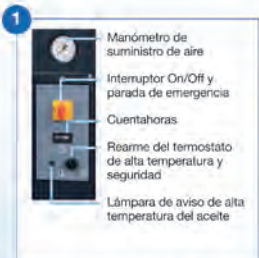 1
Manómetro de
suministro de aire
Interruptor On/Off y
parada de emergencia
Cuentahoras
Rearme del termostato
de alta temperatura y
seguridad
Lámpara de aviso de alta
temperatura del aceite